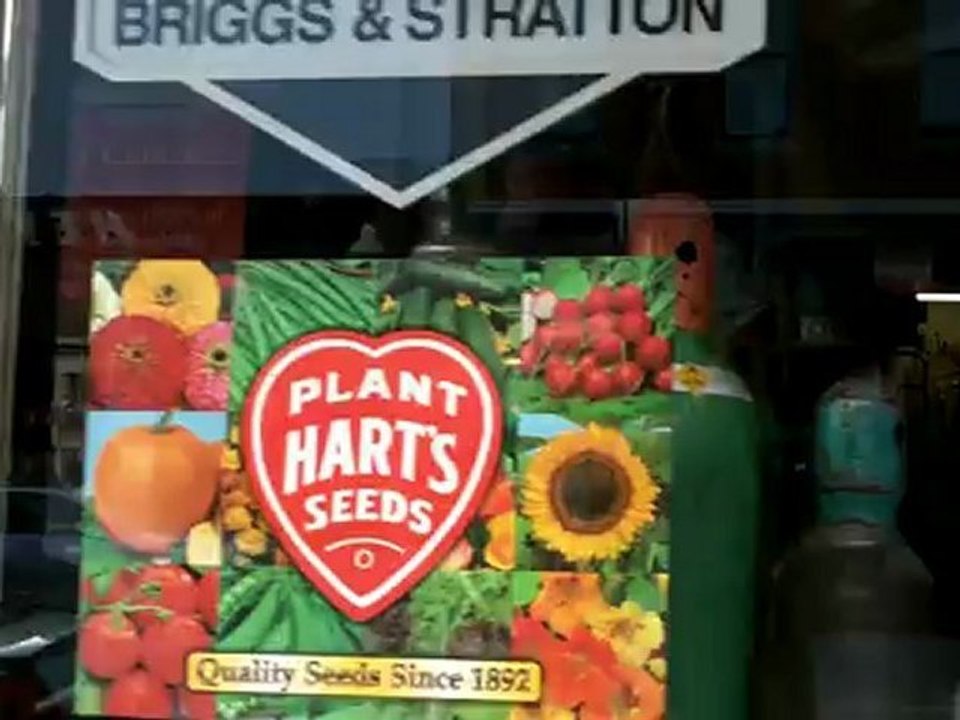 BRIGGS & STRATTON
PLANT
HART'S
SEEDS
Quality Seeds Since 1892